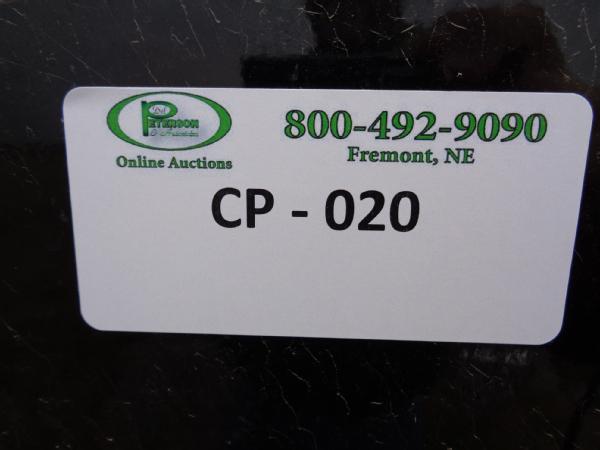 PETERSON
Online Auctions
800-492-9090
Fremont, NE
CP - 020